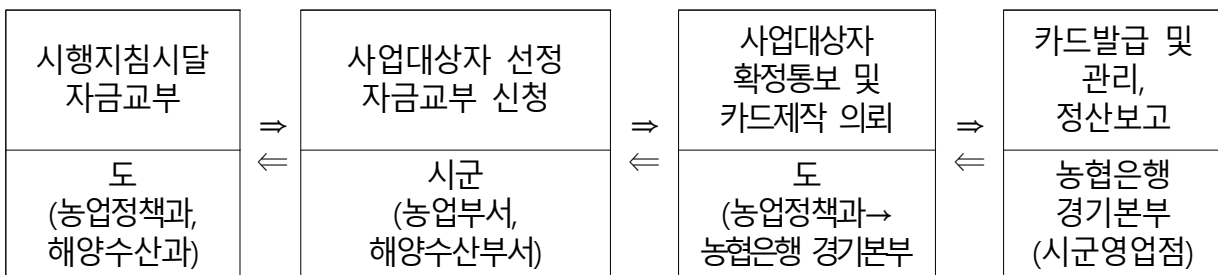 시행지침시달
자금교부
도
(농업정책과,
해양수산과)
⇒
⇐
사업대상자 선정
자금교부 신청
시군
(농업부서,
해양수산부서)
⇒
⇐
사업대상자
확정통보 및
카드제작 의뢰
도
(농업정책과→
농협은행 경기본부
⇒
⇐
카드발급 및
관리,
정산보고
농협은행
경기본부
(시군영업점)